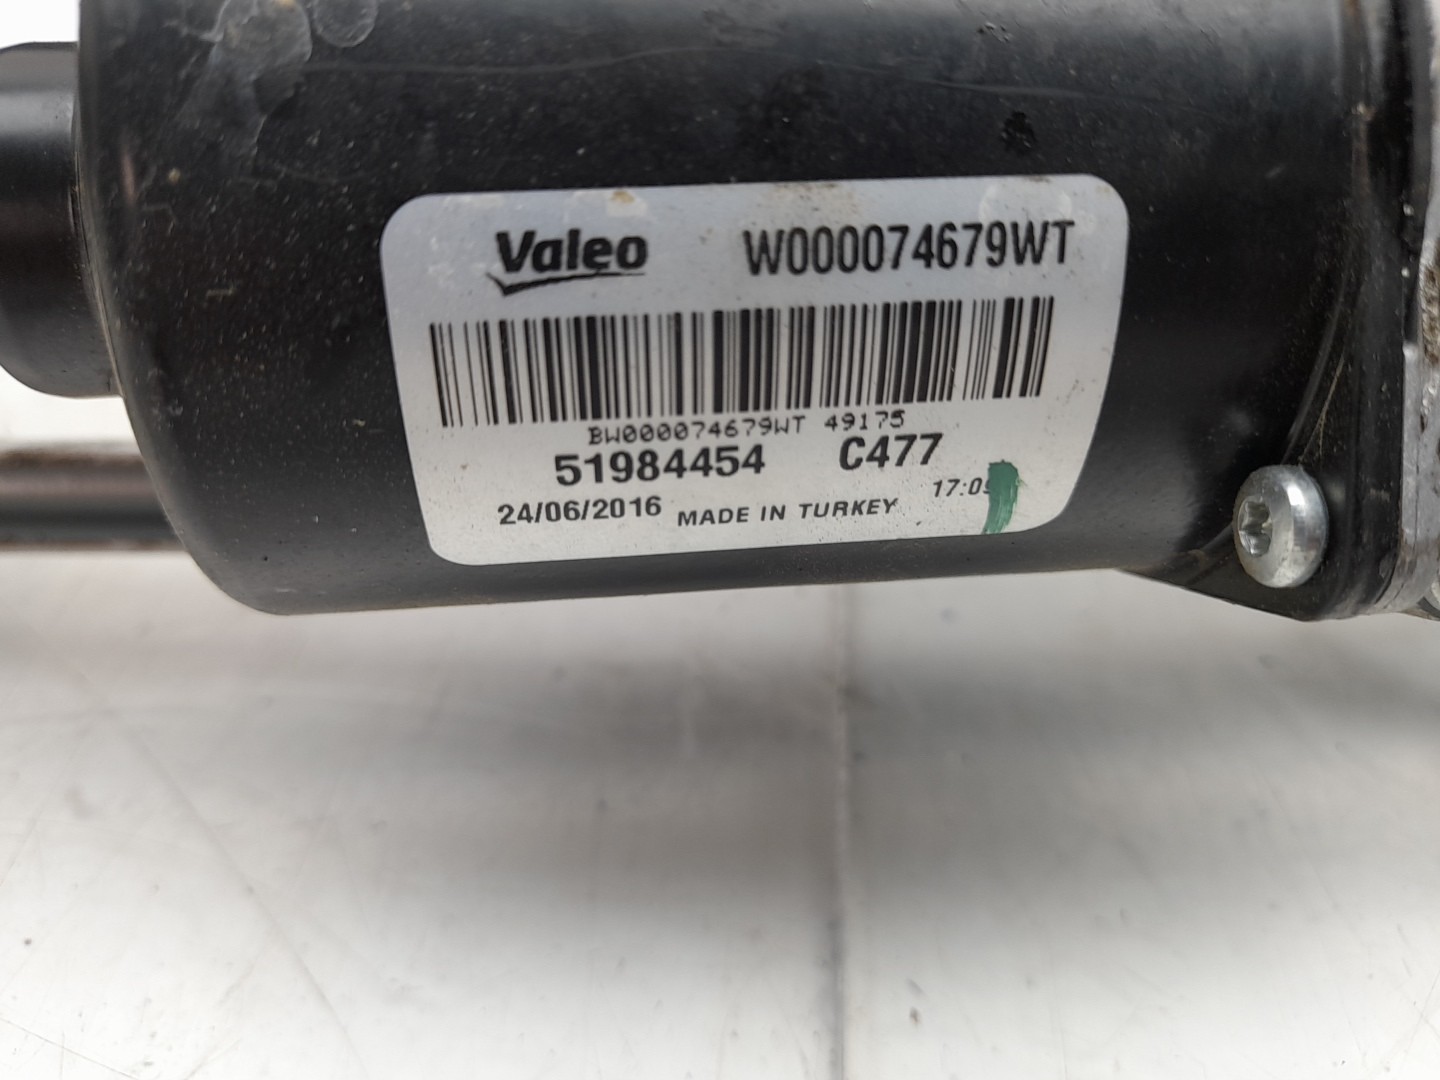 Valeo W000074679WT
BW000074679WT 49175
51984454 C477
24/06/2016 MADE IN TURKEY